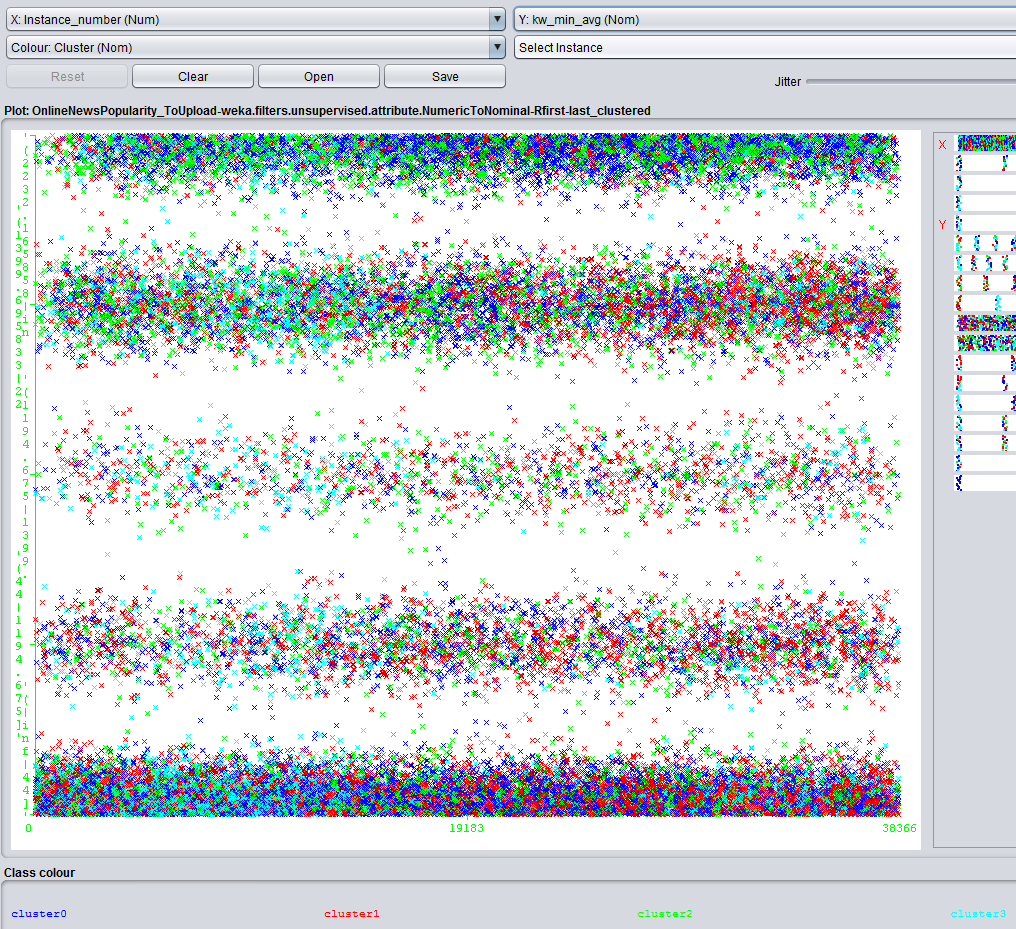 X: Instance_number (Num)
Y: kw_min_avg (Nom)
Colour: Cluster (Nom)
Select Instance
Reset
Clear
Open
Save
Jitter
Plot: OnlineNewsPopularity_ToUpload-weka.filters.unsupervised.attribute.NumericToNominal-Rfirst-last_clustered
X
Y
0
19183
38366
Class colour
cluster0
cluster1
cluster2
cluster3